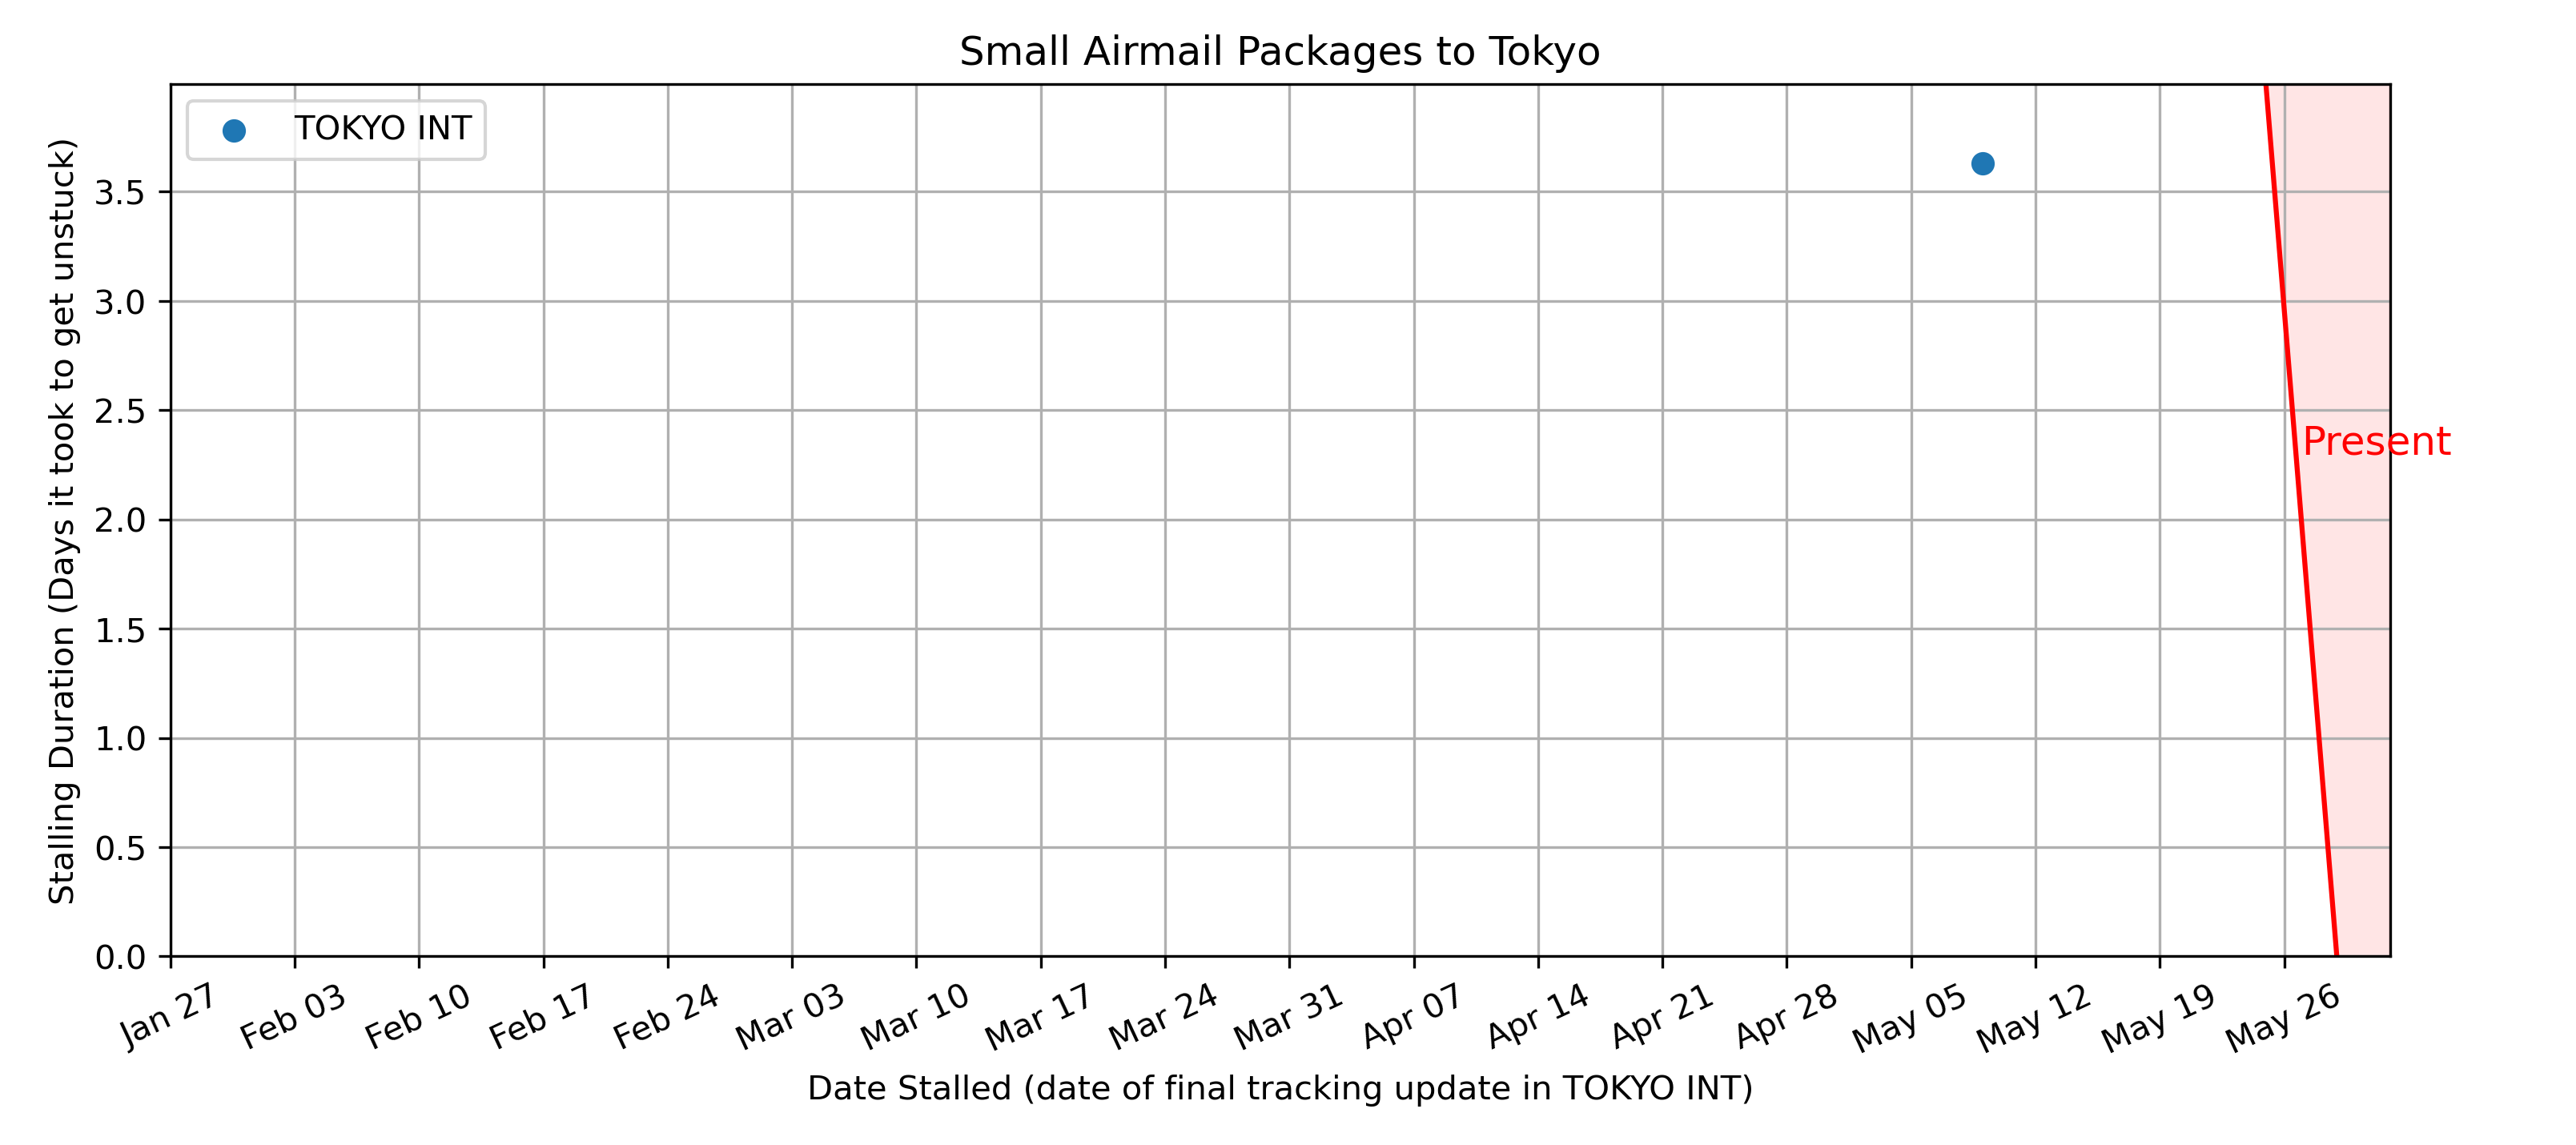 Small Airmail Packages to Tokyo
TOKYO INT
Stalling Duration (Days it took to get unstuck)
3.5
3.0
2.5
2.0
1.5
1.0
0.5
0.0
Present
Jan 27
Feb 03
Feb 10
Feb 17
Feb 24
Mar 03
Mar 10
Mar 17
Mar 24
Mar 31
Apr 07
Apr 14
Apr 21
Apr 28
May 05
May 12
May 19
May 26
Date Stalled (date of final tracking update in TOKYO INT)